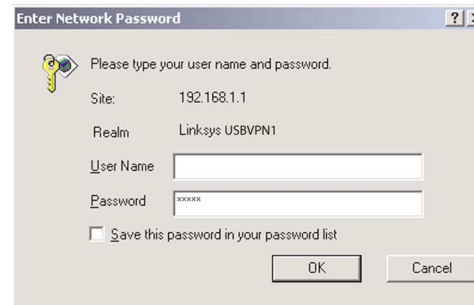 Enter Network Password
?
Please type your user name and password.
Site: 192.168.1.1
Realm Linksys USBVPN1
User Name
Password xxxxx
Save this password in your password list
OK Cancel